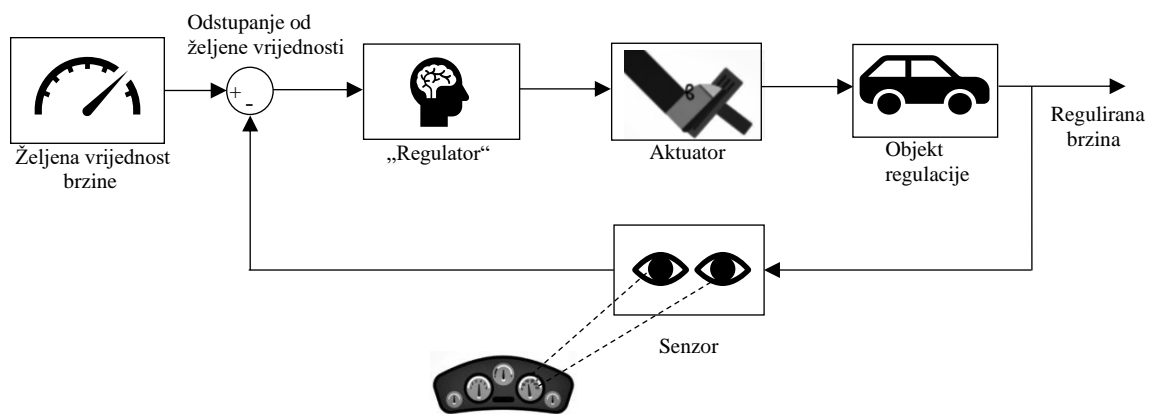 Odstupanje od
željene vrijednosti
+
-
Željena vrijednost
brzine
„Regulator“
Aktuator
Objekt
regulacije
Regulirana
brzina
Senzor